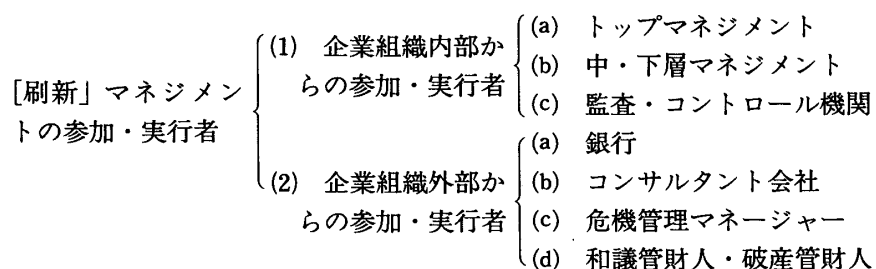 [刷新」マネジメン
トの参加・実行者
(1) 企業組織内部か
らの参加・実行者
(a) トップマネジメント
(b) 中・下層マネジメント
(c) 監査・コントロール機関
(2) 企業組織外部か
らの参加・実行者
(a) 銀行
(b) コンサルタント会社
(c) 危機管理マネージャー
(d) 和議管財人・破産管財人